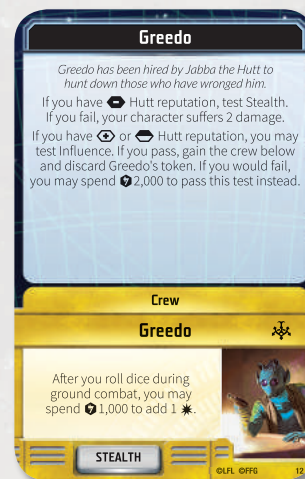 Greedo
Greedo has been hired by Jabba the Hutt to
hunt down those who have wronged him.
If you have Hutt reputation, test Stealth.
If you fail, your character suffers 2 damage.
If you have or Hutt reputation, you may
test Influence. If you pass, gain the crew below
and discard Greedo's token. If you would fail,
you may spend 2,000 to pass this test instead.
Crew
Greedo
After you roll dice during
ground combat, you may
spend 1,000 to add 1 .
STEALTH
©LFL ©FFG 12